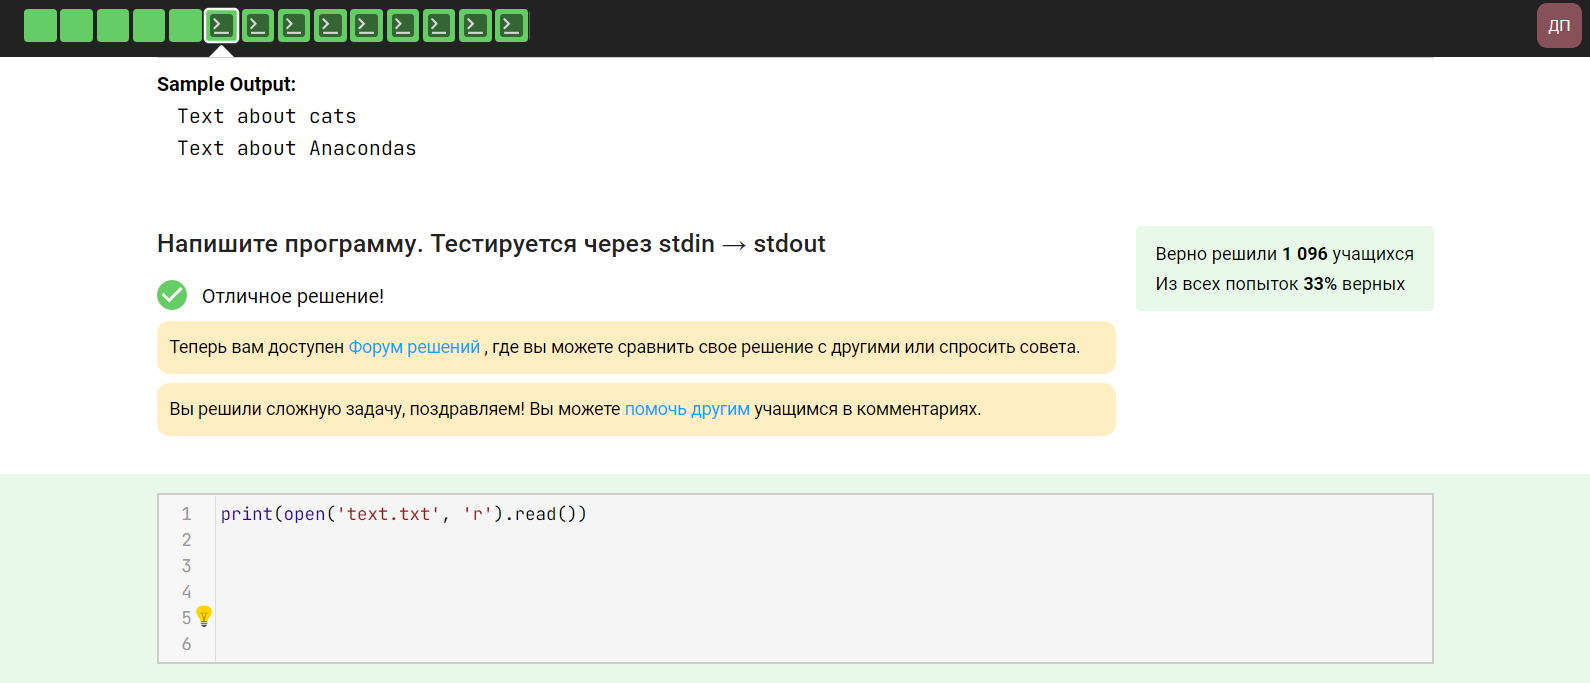 ДП
Sample Output:
Text about cats
Text about Anacondas
Напишите программу. Тестируется через stdin → stdout
Верно решили 1 096 учащихся
Из всех попыток 33% верных
Отличное решение!
Теперь вам доступен Форум решений , где вы можете сравнить свое решение с другими или спросить совета.
Вы решили сложную задачу, поздравляем! Вы можете помочь другим учащимся в комментариях.
1 print(open('text.txt', 'r').read())
2
3
4
5
6